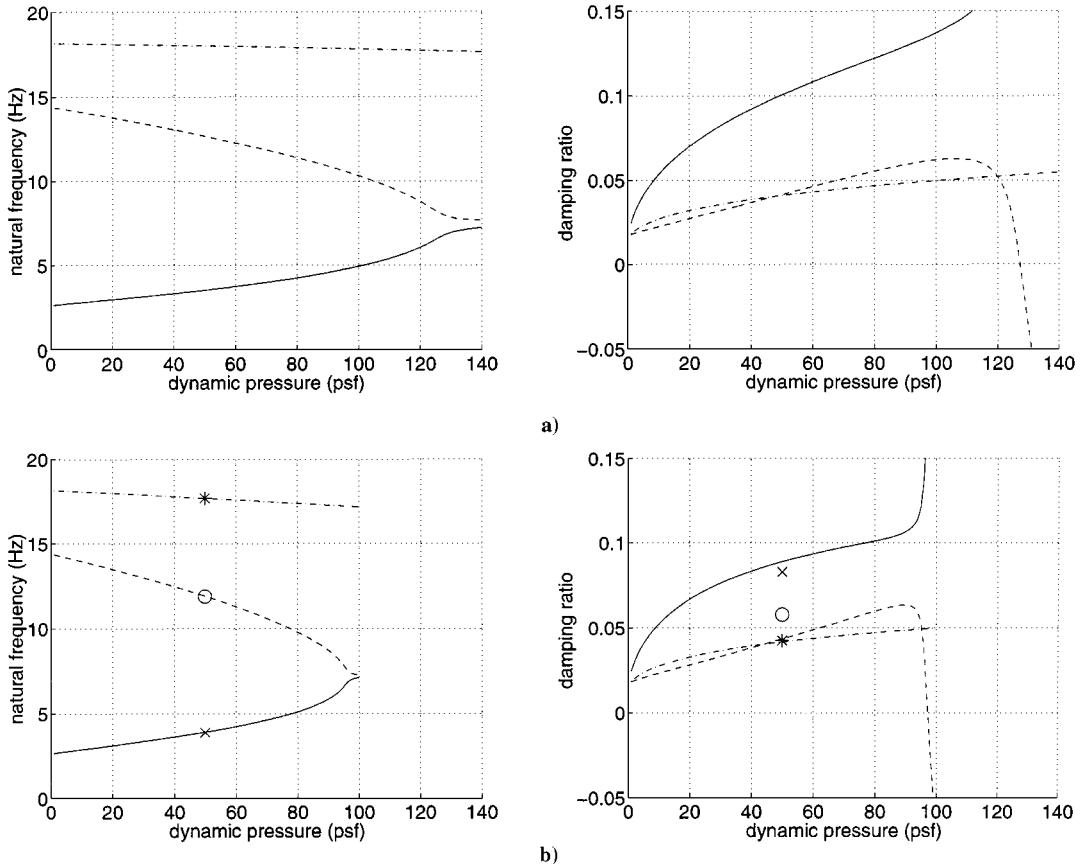 20
15
10
5
0
natural frequency (Hz)
0 20 40 60 80 100 120 140
dynamic pressure (psf)
0.15
0.1
0.05
0
−0.05
damping ratio
0 20 40 60 80 100 120 140
dynamic pressure (psf)
a)
20
15
10
5
0
natural frequency (Hz)
0 20 40 60 80 100 120 140
dynamic pressure (psf)
0.15
0.1
0.05
0
−0.05
damping ratio
0 20 40 60 80 100 120 140
dynamic pressure (psf)
b)